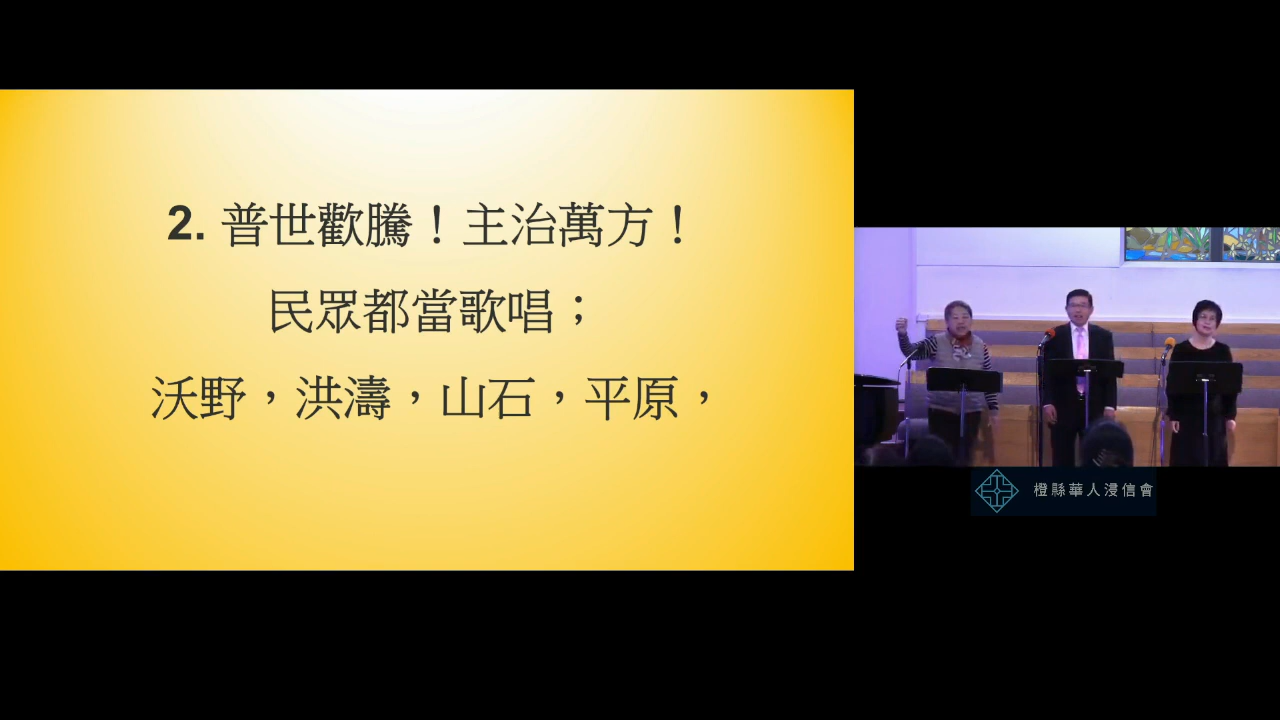 2. 普世歡騰！主治萬方！
民眾都當歌唱；
沃野，洪濤，山石，平原，
橙縣華人浸信會